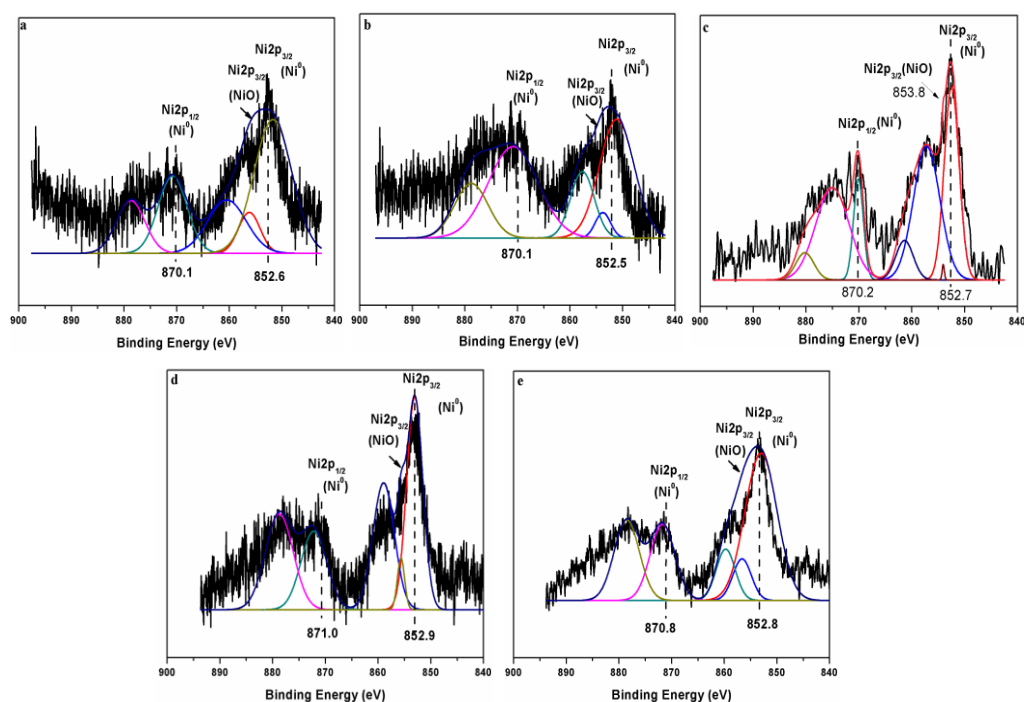 a
Ni2p3/2
(Ni0)
Ni2p3/2
(NiO)
Ni2p1/2
(Ni0)
870.1
852.6
900 890 880 870 860 850 840
Binding Energy (eV)
b
Ni2p3/2
(Ni0)
Ni2p1/2
(Ni0)
Ni2p3/2
(NiO)
870.1
852.5
900 890 880 870 860 850 840
Binding Energy (eV)
c
Ni2p3/2
(Ni0)
Ni2p3/2(NiO)
853.8
Ni2p1/2(Ni0)
870.2
852.7
900 890 880 870 860 850 840
Binding Energy (eV)
d
Ni2p3/2
(Ni0)
Ni2p3/2
(NiO)
Ni2p1/2
(Ni0)
871.0
852.9
900 890 880 870 860 850 840
Binding Energy (eV)
e
Ni2p3/2
(Ni0)
Ni2p3/2
(NiO)
Ni2p1/2
(Ni0)
870.8
852.8
900 890 880 870 860 850 840
Binding Energy (eV)